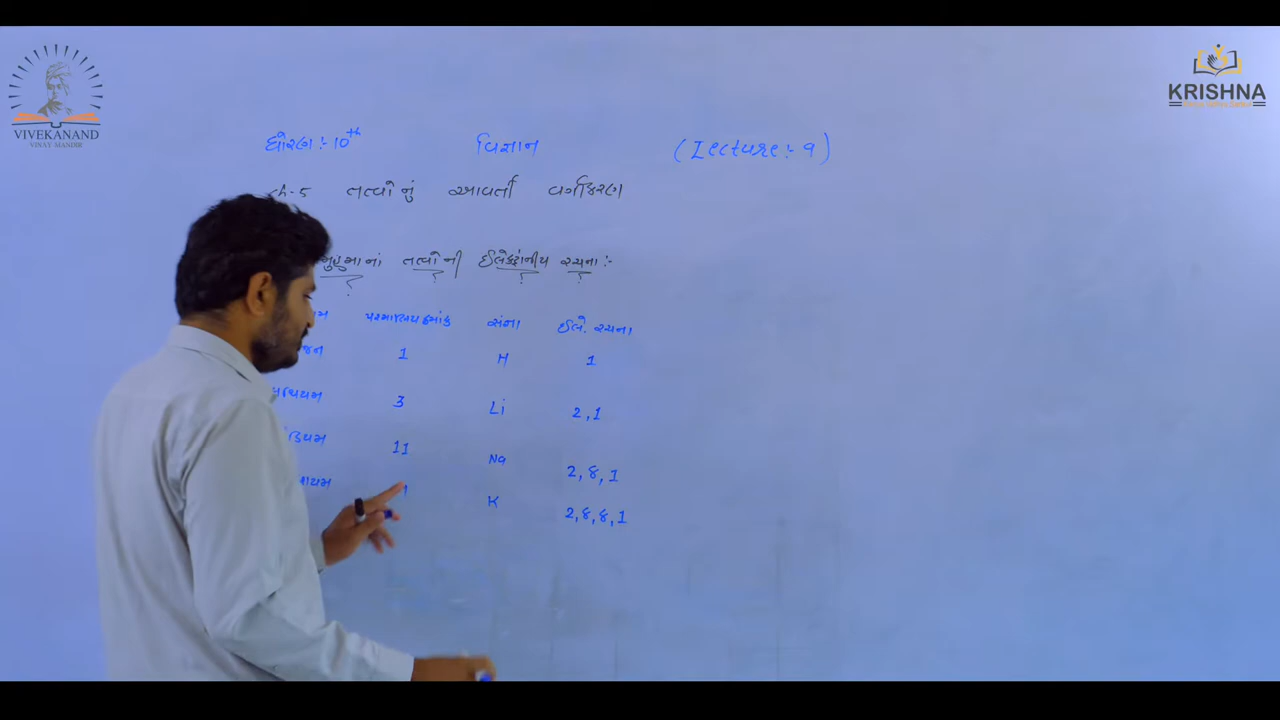 VIVEKANAND
VINAY MANDIR
KRISHNA
ધોરણ :- 10th વિજ્ઞાન (Lecture :- 9)
તત્વોનું આવર્તી વર્ગીકરણ
તત્વોની ઈલેક્ટ્રોનીય રચના :-
પરમાણ્વિય ક્રમાંક સંજ્ઞા ઈલે. રચના
1 H 1
3 Li 2,1
11 Na 2,8,1
K 2,8,8,1